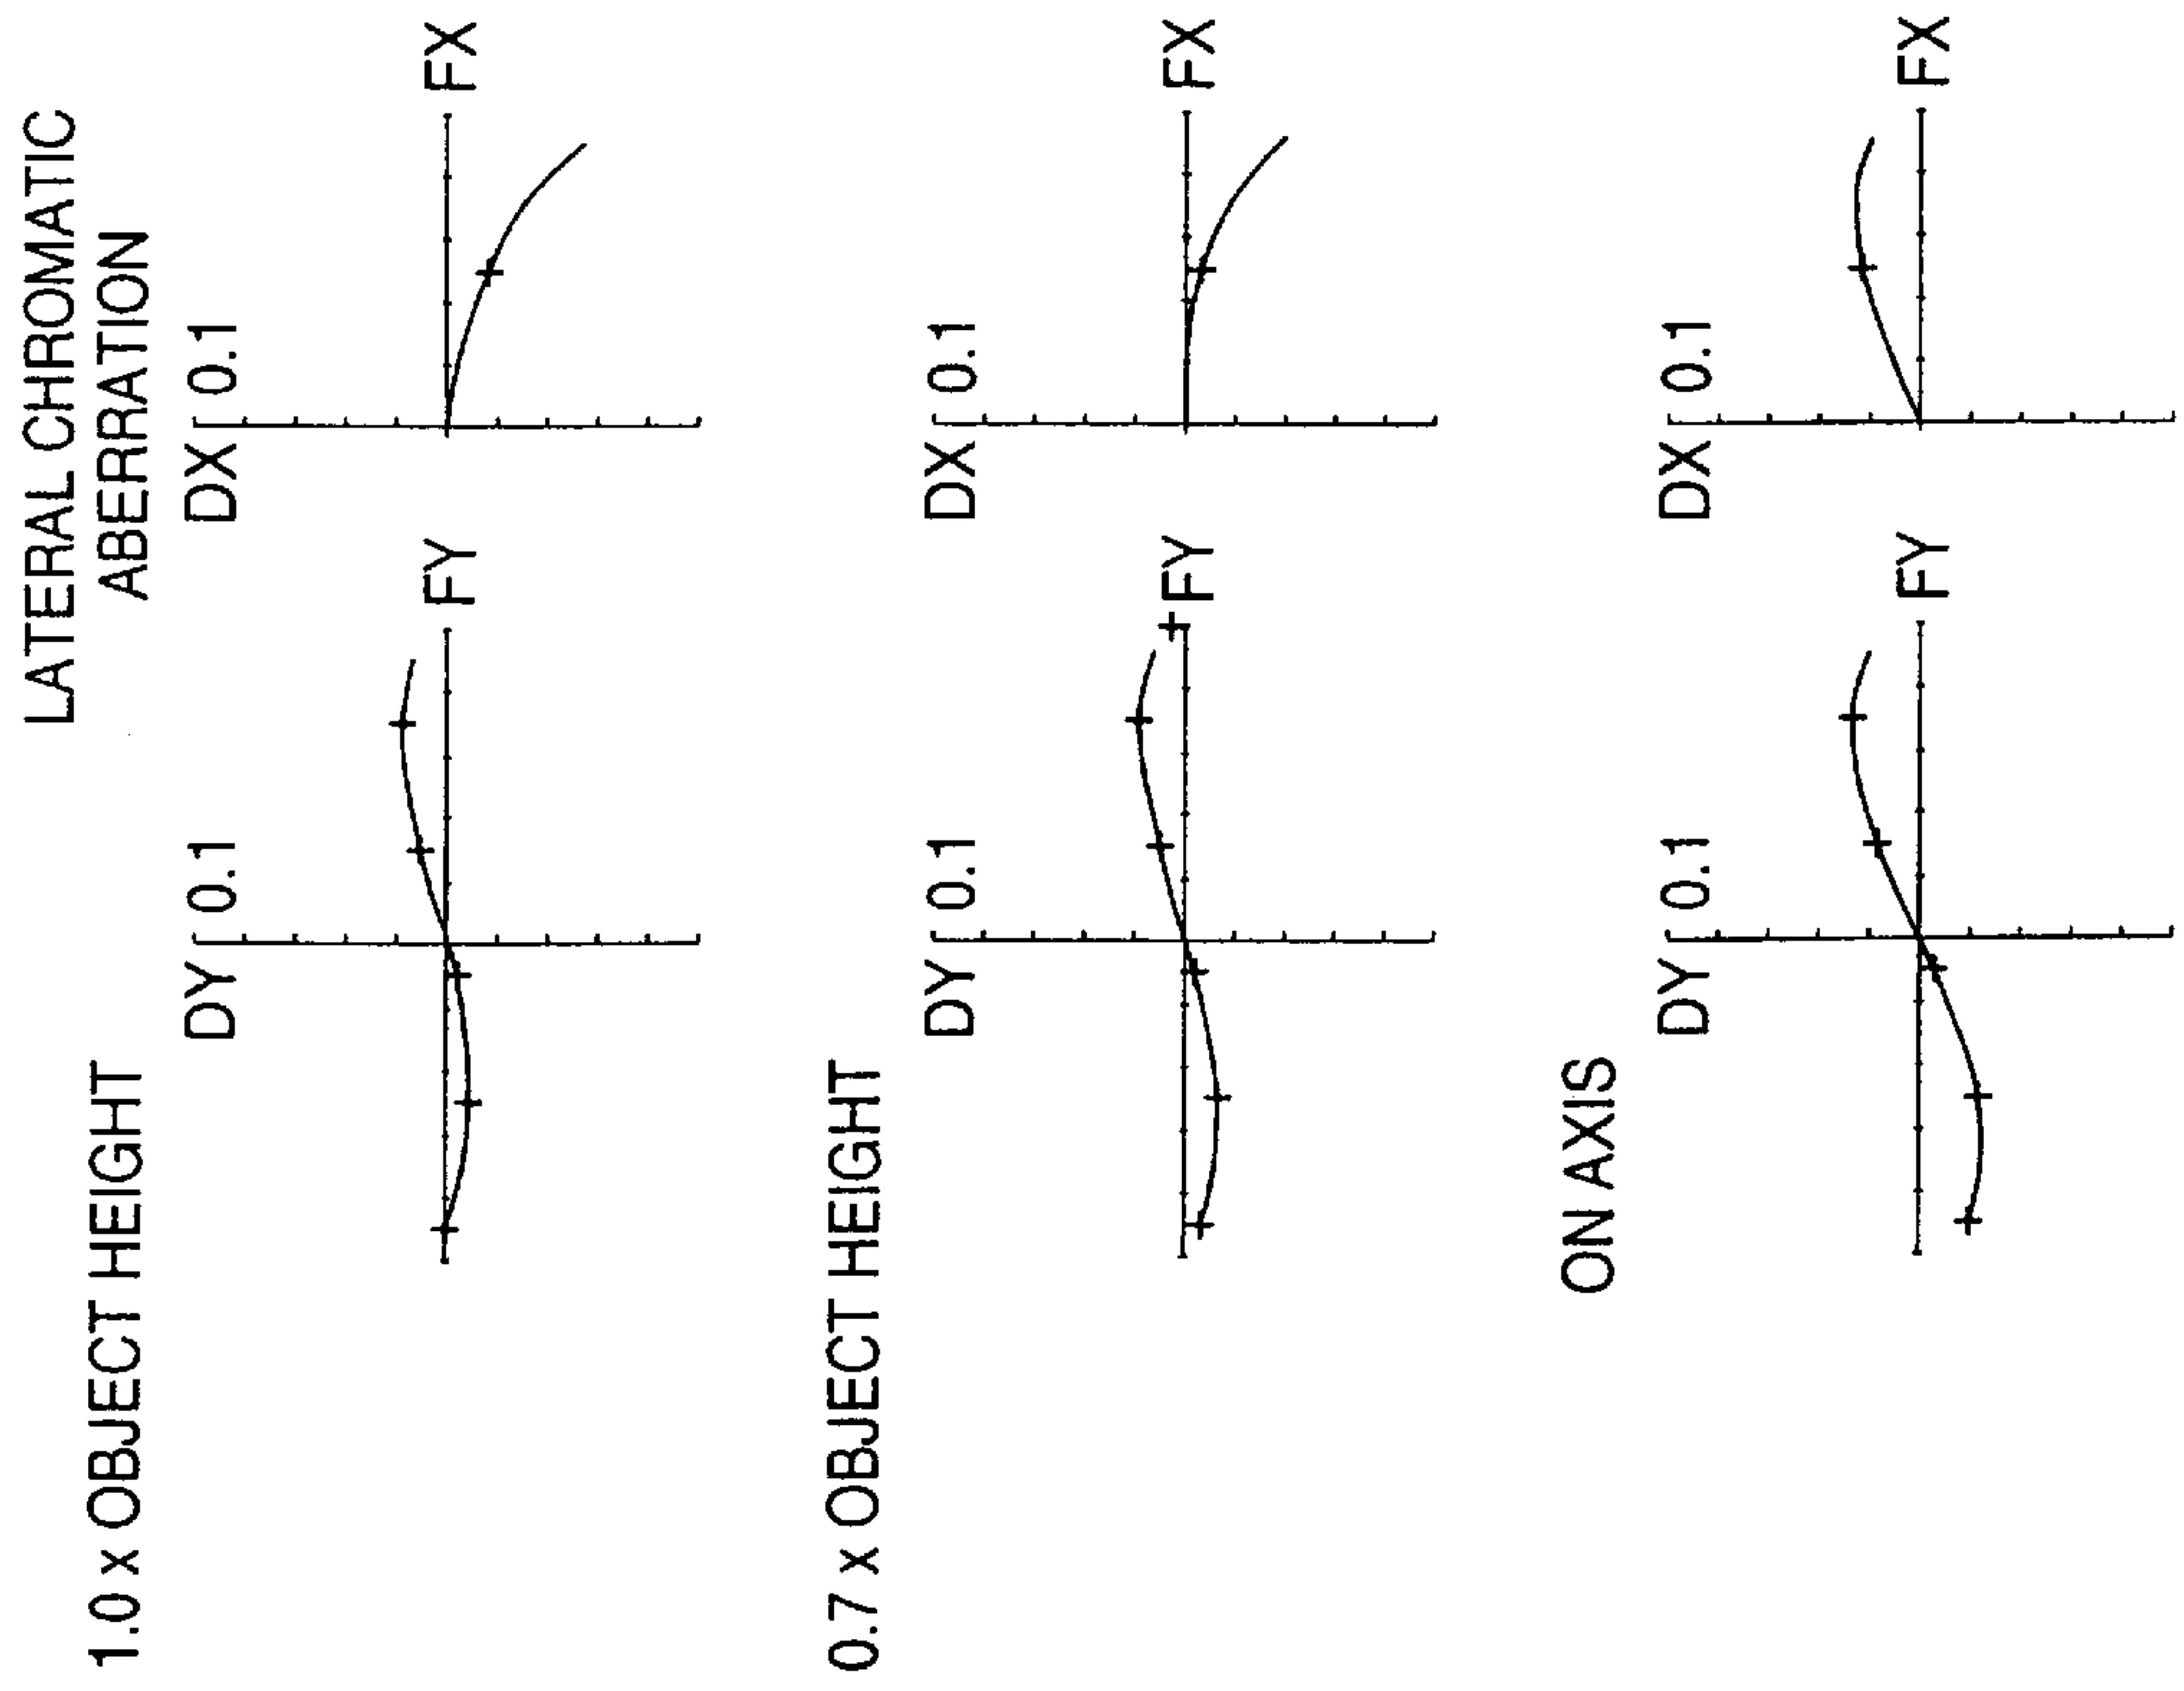 LATERAL CHROMATIC
ABERRATION
1.0 x OBJECT HEIGHT
DY 0.1
FY
DX 0.1
FX
0.7 x OBJECT HEIGHT
DY 0.1
FY
DX 0.1
FX
ON AXIS
DY 0.1
FY
DX 0.1
FX